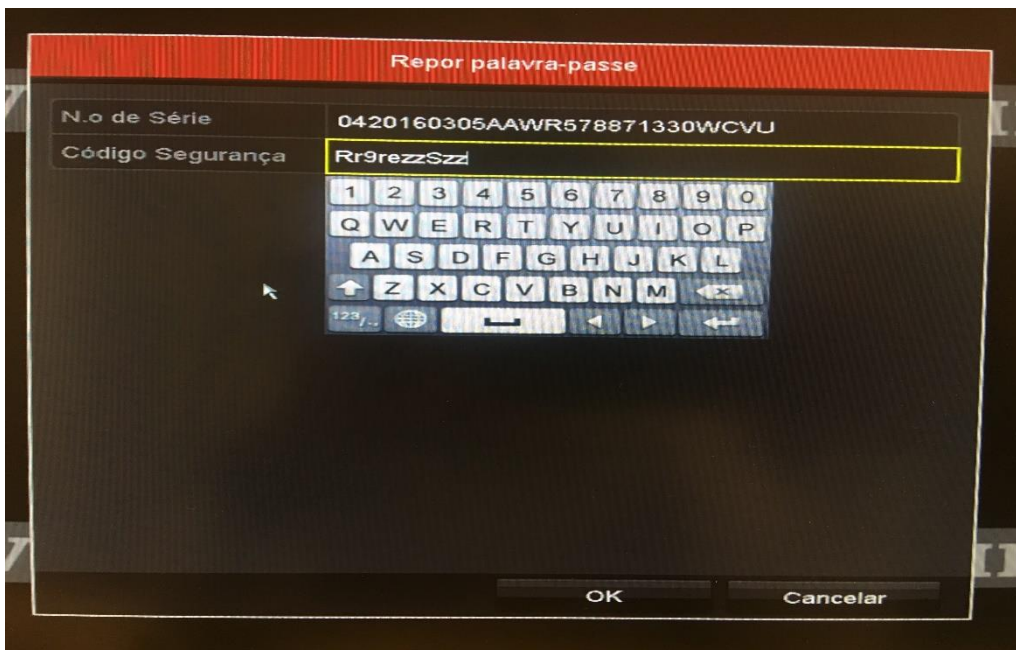 Repor palavra-passe
N.o de Série 0420160305AAWR578871330WCVU
Código Segurança Rr9rezzSzz
1 2 3 4 5 6 7 8 9 0
Q W E R T Y U I O P
A S D F G H J K L
Z X C V B N M
123/.,
OK Cancelar